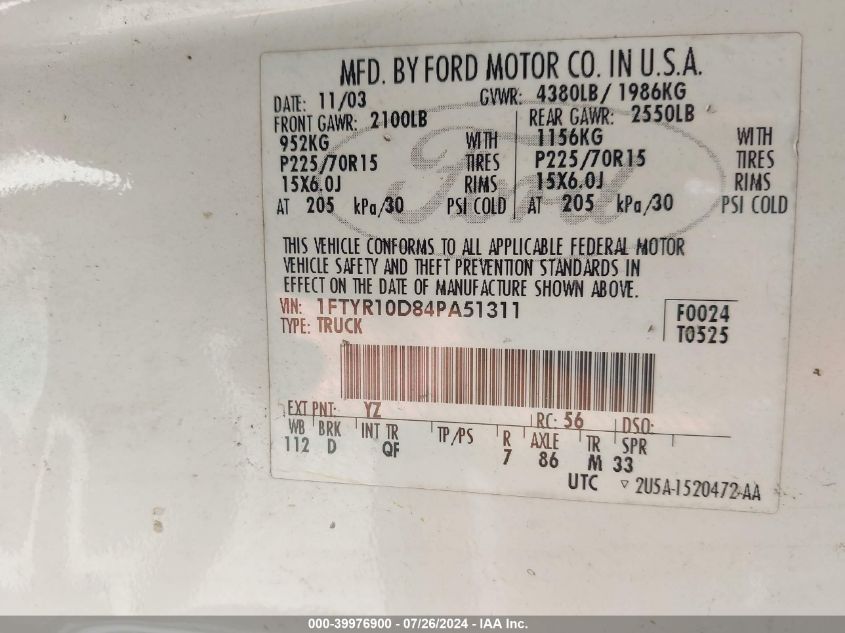 MFD. BY FORD MOTOR CO. IN U.S.A.
DATE: 11/03 GVWR: 4380LB/ 1986KG
FRONT GAWR: 2100LB REAR GAWR: 2550LB
952KG WITH 1156KG WITH
P225/70R15 TIRES P225/70R15 TIRES
15X6.0J RIMS 15X6.0J RIMS
AT 205 kPa/30 PSI COLD AT 205 kPa/30 PSI COLD
Ford
THIS VEHICLE CONFORMS TO ALL APPLICABLE FEDERAL MOTOR
VEHICLE SAFETY AND THEFT PREVENTION STANDARDS IN
EFFECT ON THE DATE OF MANUFACTURE SHOWN ABOVE.
VIN: 1FTYR10D84PA51311 F0024
TYPE: TRUCK T0525
EXT PNT: YZ RC: 56 DSO:
WB BRK INT TR TP/PS R AXLE TR SPR
112 D QF 7 86 M 33
UTC ▽ 2U5A-1520472-AA
000-39976900 - 07/26/2024 - IAA Inc.